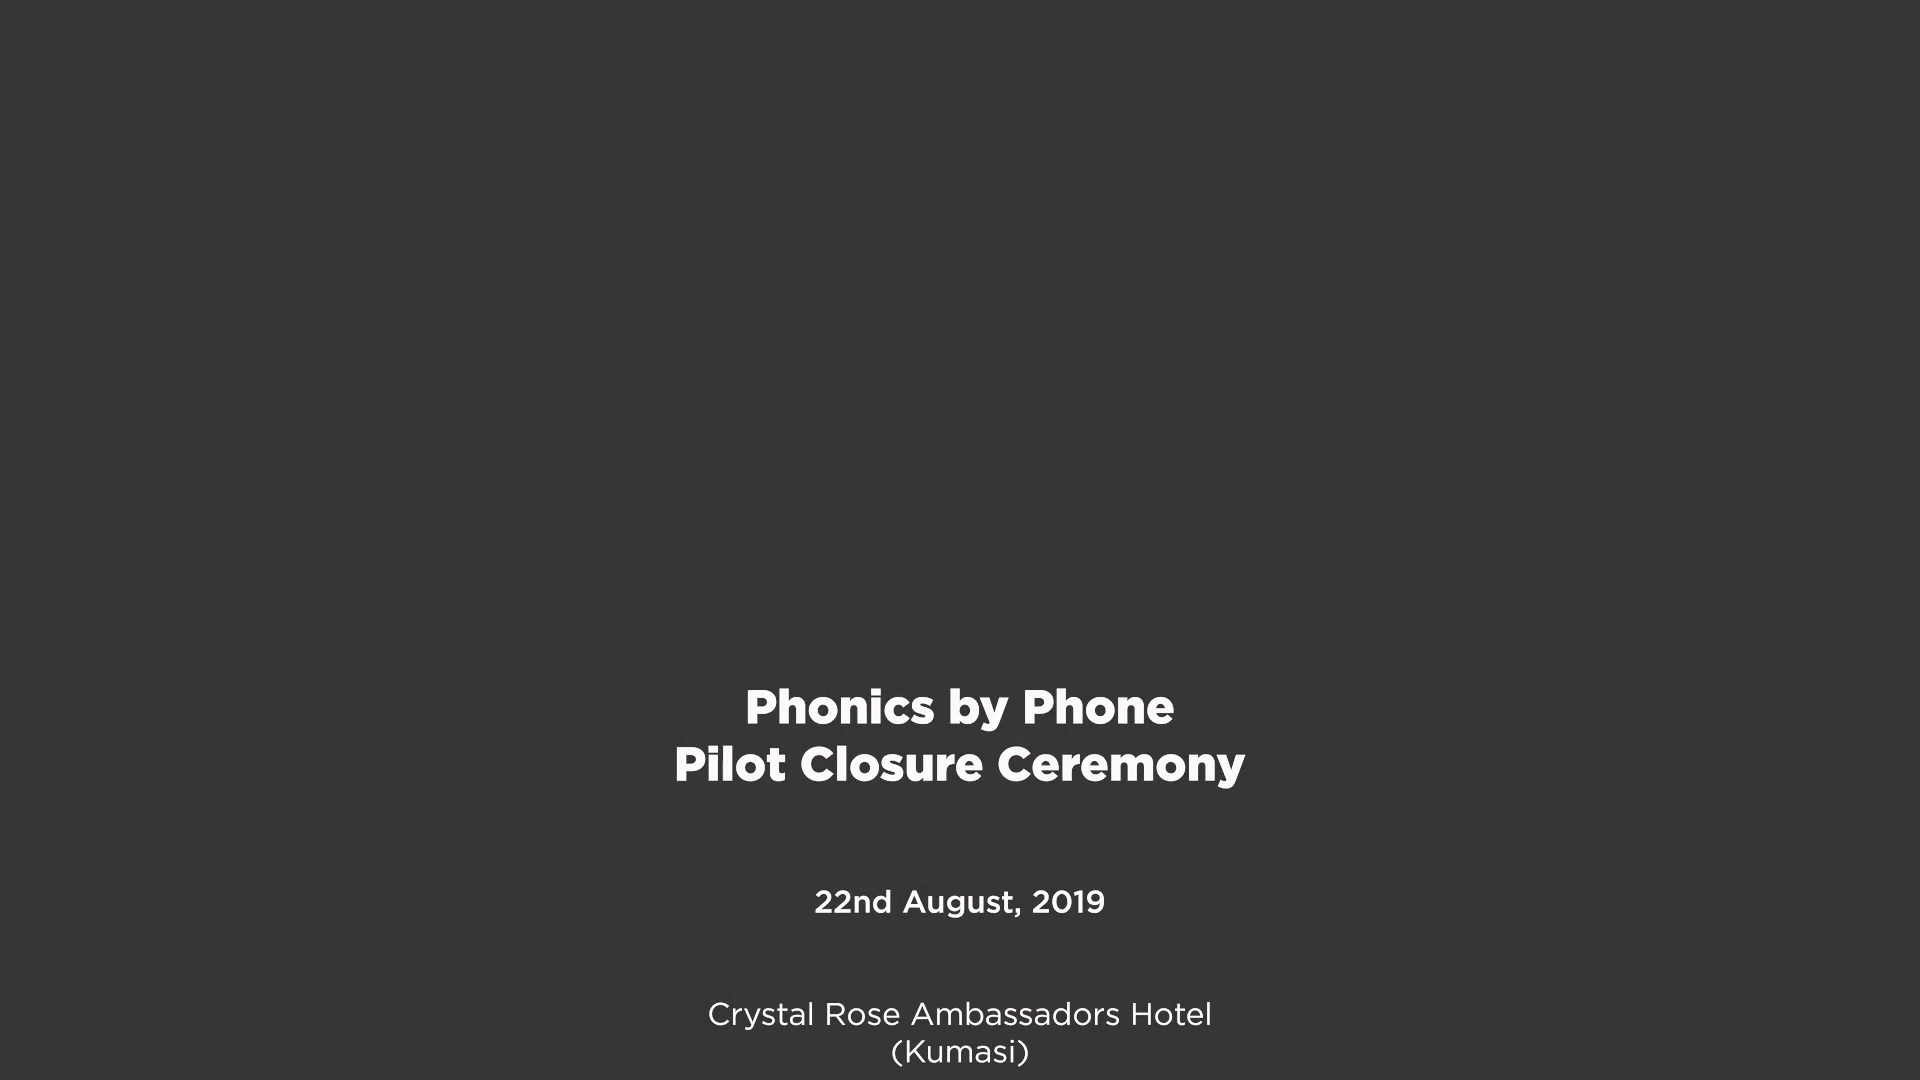 Phonics by Phone
Pilot Closure Ceremony
22nd August, 2019
Crystal Rose Ambassadors Hotel
(Kumasi)